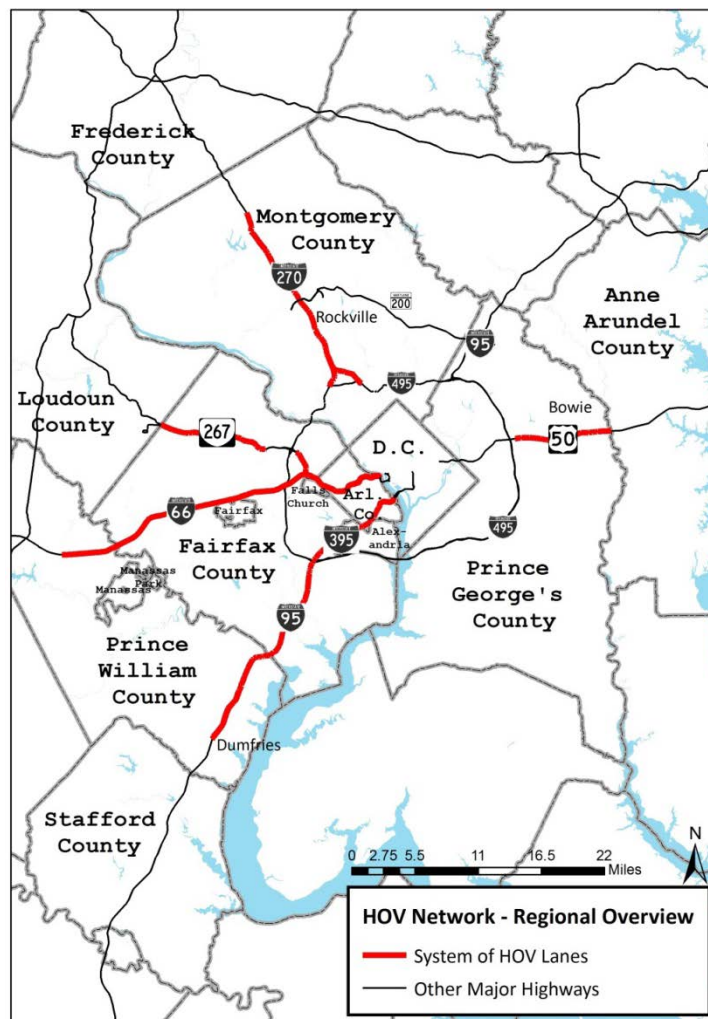 Frederick
County
Montgomery
County
270
200
Rockville
Anne
Arundel
County
95
495
Loudoun
County
Bowie
267
50
D.C.
Falls
Church
Arl.
Co.
66
Fairfax
395
Alex-
andria
495
Fairfax
County
Manassas
Park
Manassas
Prince
George's
County
95
Prince
William
County
Dumfries
Stafford
County
N
0 2.75 5.5 11 16.5 22
Miles
HOV Network - Regional Overview
System of HOV Lanes
Other Major Highways